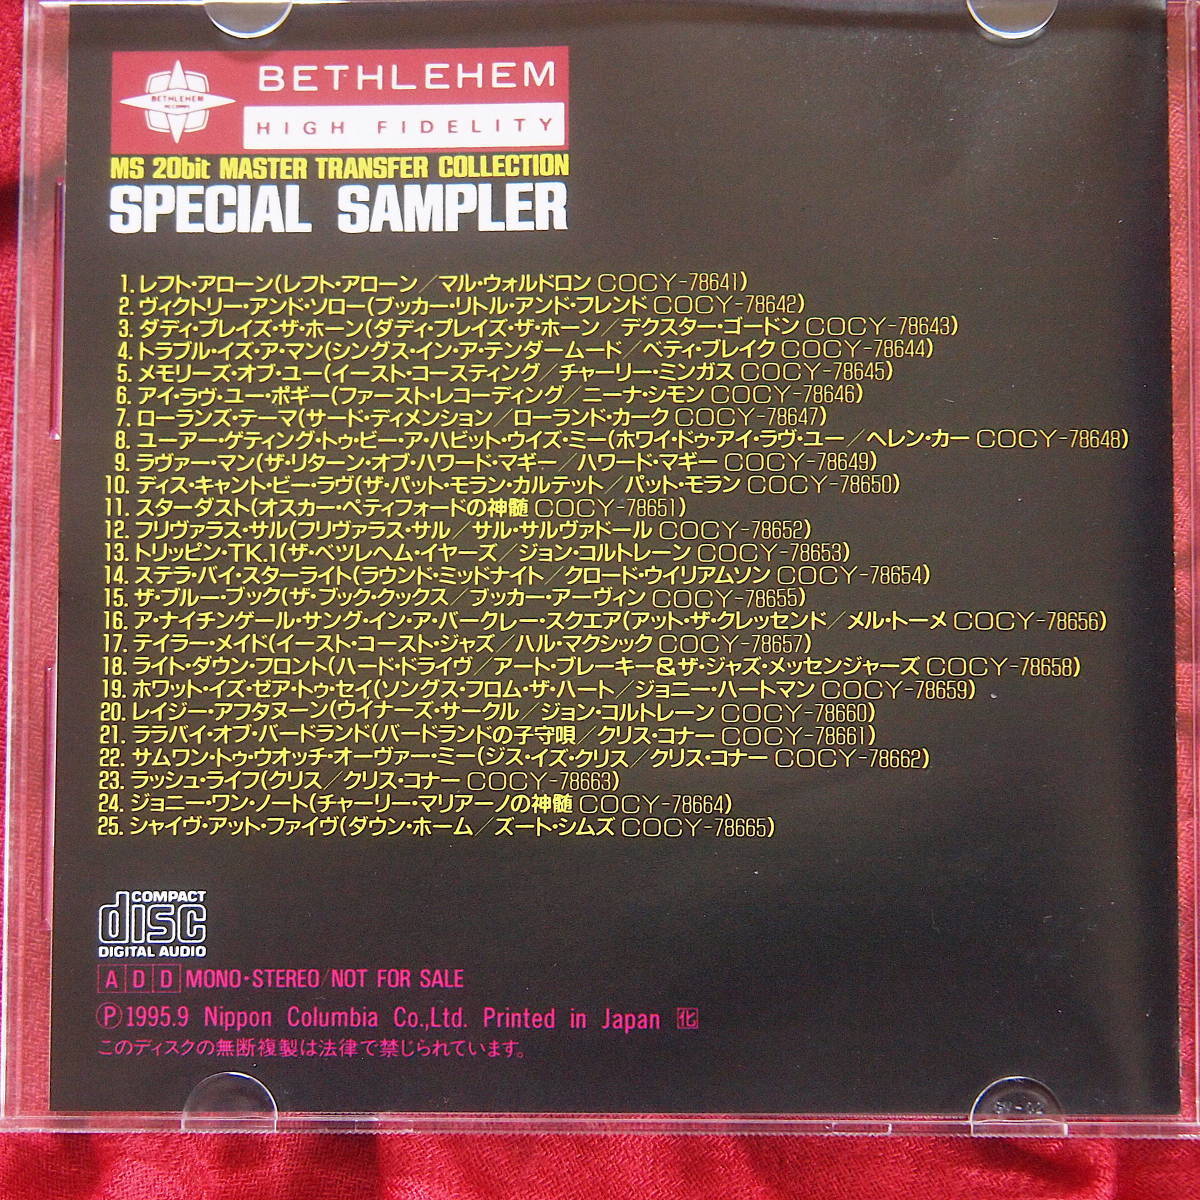 BETHLEHEM
BETHLEHEM
HIGH FIDELITY
MS 20bit MASTER TRANSFER COLLECTION
SPECIAL SAMPLER
1. レフト・アローン(レフト・アローン／マル・ウォルドロン COCY-78641)
2. ヴィクトリー・アンド・ソロー(ブッカー・リトル・アンド・フレンド COCY-78642)
3. ダディ・プレイズ・ザ・ホーン(ダディ・プレイズ・ザ・ホーン／デクスター・ゴードン COCY-78643)
4. トラブル・イズ・ア・マン(シングス・イン・ア・テンダームード／ベティ・ブレイク COCY-78644)
5. メモリーズ・オブ・ユー(イースト・コースティング／チャーリー・ミンガス COCY-78645)
6. アイ・ラヴ・ユー・ポギー(ファースト・レコーディング／ニーナ・シモン COCY-78646)
7. ローランズ・テーマ(サード・ディメンション／ローランド・カーク COCY-78647)
8. ユーアー・ゲティング・トゥ・ビー・ア・ハビット・ウイズ・ミー(ホワイ・ドゥ・アイ・ラヴ・ユー／ヘレン・カー COCY-78648)
9. ラヴァー・マン(ザ・リターン・オブ・ハワード・マギー／ハワード・マギー COCY-78649)
10. ディス・キャント・ビー・ラヴ(ザ・パット・モラン・カルテット／パット・モラン COCY-78650)
11. スターダスト(オスカー・ペティフォードの神髄 COCY-78651)
12. フリヴァラス・サル(フリヴァラス・サル／サル・サルヴァドール COCY-78652)
13. トリッピン・TK.1(ザ・ベツレヘム・イヤーズ／ジョン・コルトレーン COCY-78653)
14. ステラ・バイ・スターライト(ラウンド・ミッドナイト／クロード・ウイリアムソン COCY-78654)
15. ザ・ブルー・ブック(ザ・ブック・クックス／ブッカー・アーヴィン COCY-78655)
16. ア・ナイチンゲール・サング・イン・ア・バークレー・スクエア(アット・ザ・クレッセンド／メル・トーメ COCY-78656)
17. テイラー・メイド(イースト・コースト・ジャズ／ハル・マクシック COCY-78657)
18. ライト・ダウン・フロント(ハード・ドライヴ／アート・ブレーキー&ザ・ジャズ・メッセンジャーズ COCY-78658)
19. ホワット・イズ・ゼア・トゥ・セイ(ソングス・フロム・ザ・ハート／ジョニー・ハートマン COCY-78659)
20. レイジー・アフタヌーン(ウイナーズ・サークル／ジョン・コルトレーン COCY-78660)
21. ララバイ・オブ・バードランド(バードランドの子守唄／クリス・コナー COCY-78661)
22. サムワン・トゥ・ウオッチ・オーヴァー・ミー(ジス・イズ・クリス／クリス・コナー COCY-78662)
23. ラッシュ・ライフ(クリス／クリス・コナー COCY-78663)
24. ジョニー・ワン・ノート(チャーリー・マリアーノの神髄 COCY-78664)
25. シャイヴ・アット・ファイヴ(ダウン・ホーム／ズート・シムズ COCY-78665)
COMPACT
disc
DIGITAL AUDIO
A D D MONO・STEREO/NOT FOR SALE
Ⓟ1995.9 Nippon Columbia Co.,Ltd. Printed in Japan 化
このディスクの無断複製は法律で禁じられています。